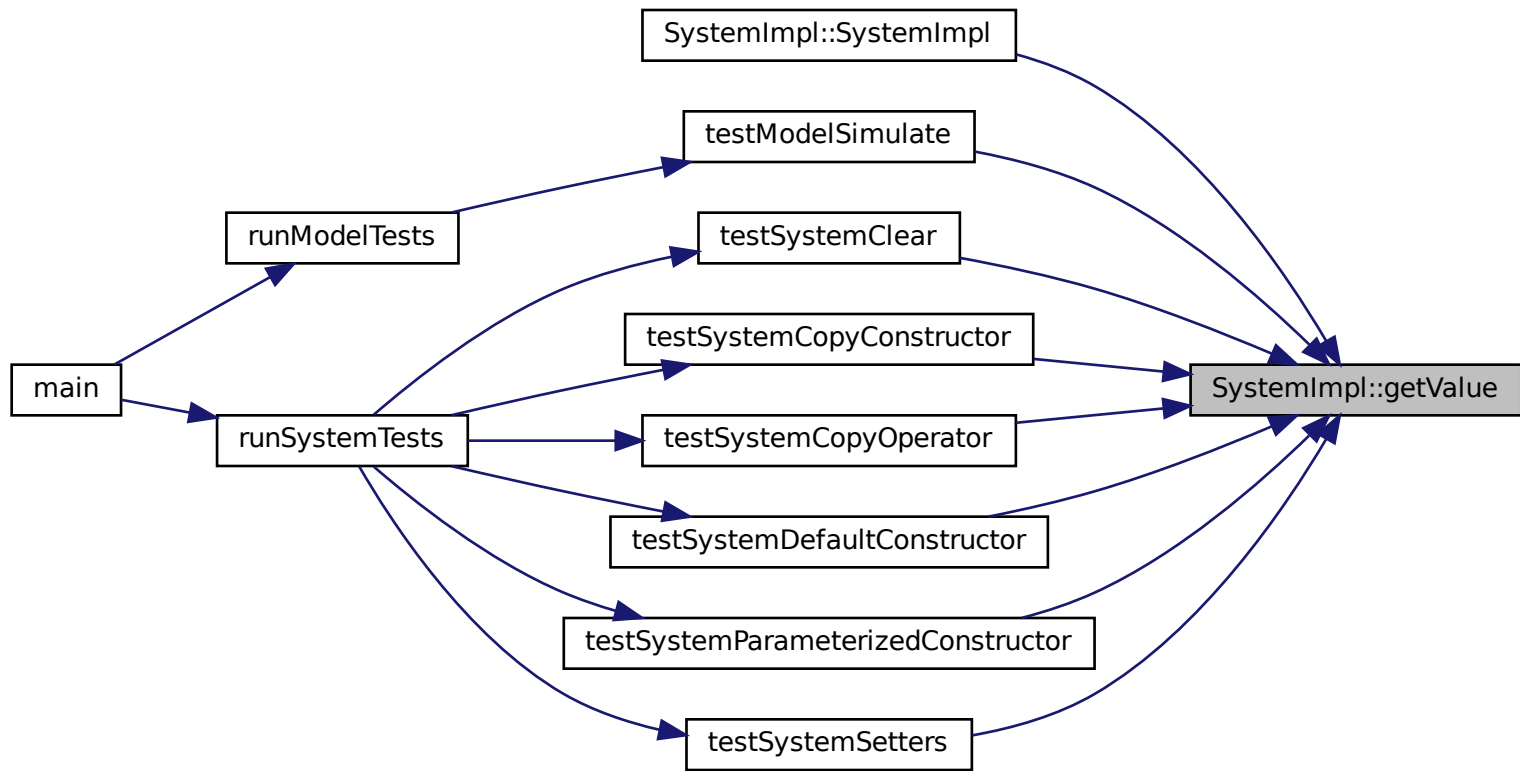 SystemImpl::SystemImpl
testModelSimulate
runModelTests
testSystemClear
testSystemCopyConstructor
main
SystemImpl::getValue
runSystemTests
testSystemCopyOperator
testSystemDefaultConstructor
testSystemParameterizedConstructor
testSystemSetters